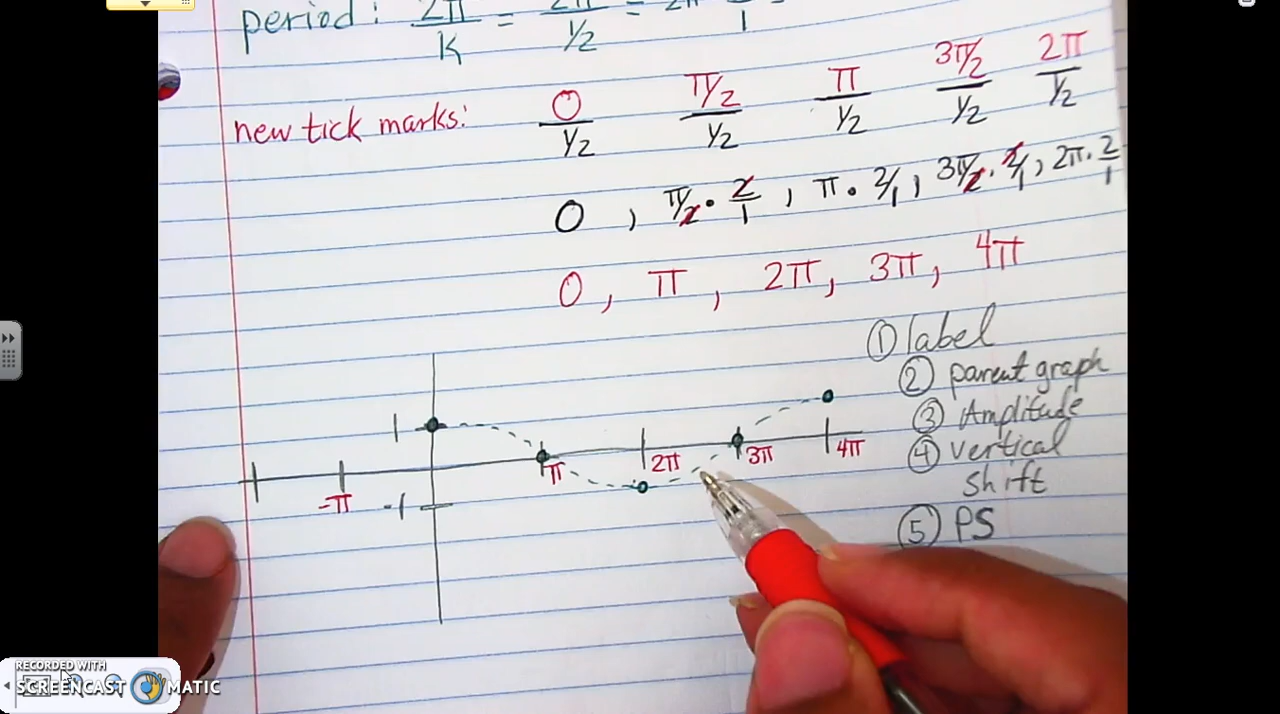 period: 2π/K = 2π/1/2 = 2π
new tick marks: 0/1/2 π/2/1/2 π/1/2 3π/2/1/2 2π/1/2
0, π/2 · 2/1, π · 2/1, 3π/2 · 2/1, 2π · 2/1
0, π, 2π, 3π, 4π
① label
② parent graph
③ Amplitude
④ vertical
shift
⑤ PS
1
-1
-π
π
2π
3π
4π
RECORDED WITH
SCREENCAST MATIC